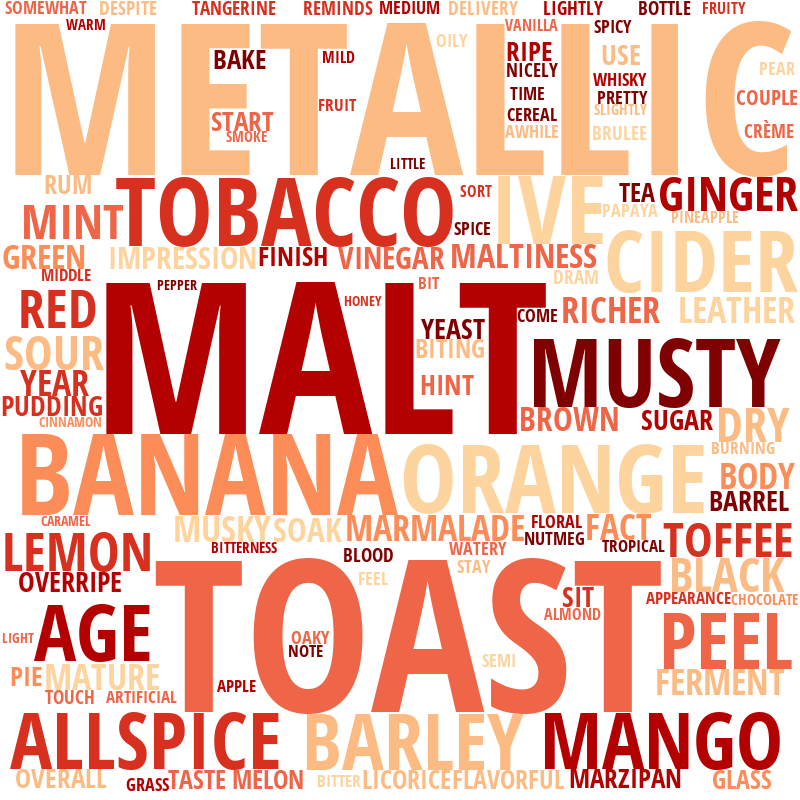 SOMEWHAT DESPITE TANGERINE REMINDS MEDIUM DELIVERY LIGHTLY BOTTLE FRUITY
WARM VANILLA SPICY
METALLIC
OILY
BAKE MILD RIPE USE
NICELY PEAR
WHISKY
TIME PRETTY COUPLE
FRUIT SLIGHTLY
START CEREAL
SMOKE AWHILE BRULEE CRÈME
LITTLE
RUM TOBACCO SORT IVE TEA GINGER
MINT SPICE PAPAYA PINEAPPLE
GREEN IMPRESSION FINISH VINEGAR MALTINESS CIDER
MIDDLE PEPPER BIT DRAM
RED HONEY COME RICHER LEATHER
MALT
YEAST
SOUR BITING MUSTY
YEAR HINT
PUDDING
CINNAMON BROWN SUGAR DRY
BANANA ORANGE BURNING
BODY
BARREL
CARAMEL MUSKY SOAK MARMALADE FLORAL FACT
LEMON BITTERNESS BLOOD WATERY NUTMEG TROPICAL TOFFEE
STAY
OVERRIPE FEEL BLACK
TOAST
SIT APPEARANCE CHOCOLATE
AGE ALMOND
LIGHT OAKY PEEL
NOTE SEMI
PIE MATURE APPLE FERMENT
TOUCH ARTIFICIAL
ALLSPICE BARLEY MANGO
OVERALL GRASS TASTE MELON BITTER LICORICE FLAVORFUL MARZIPAN GLASS